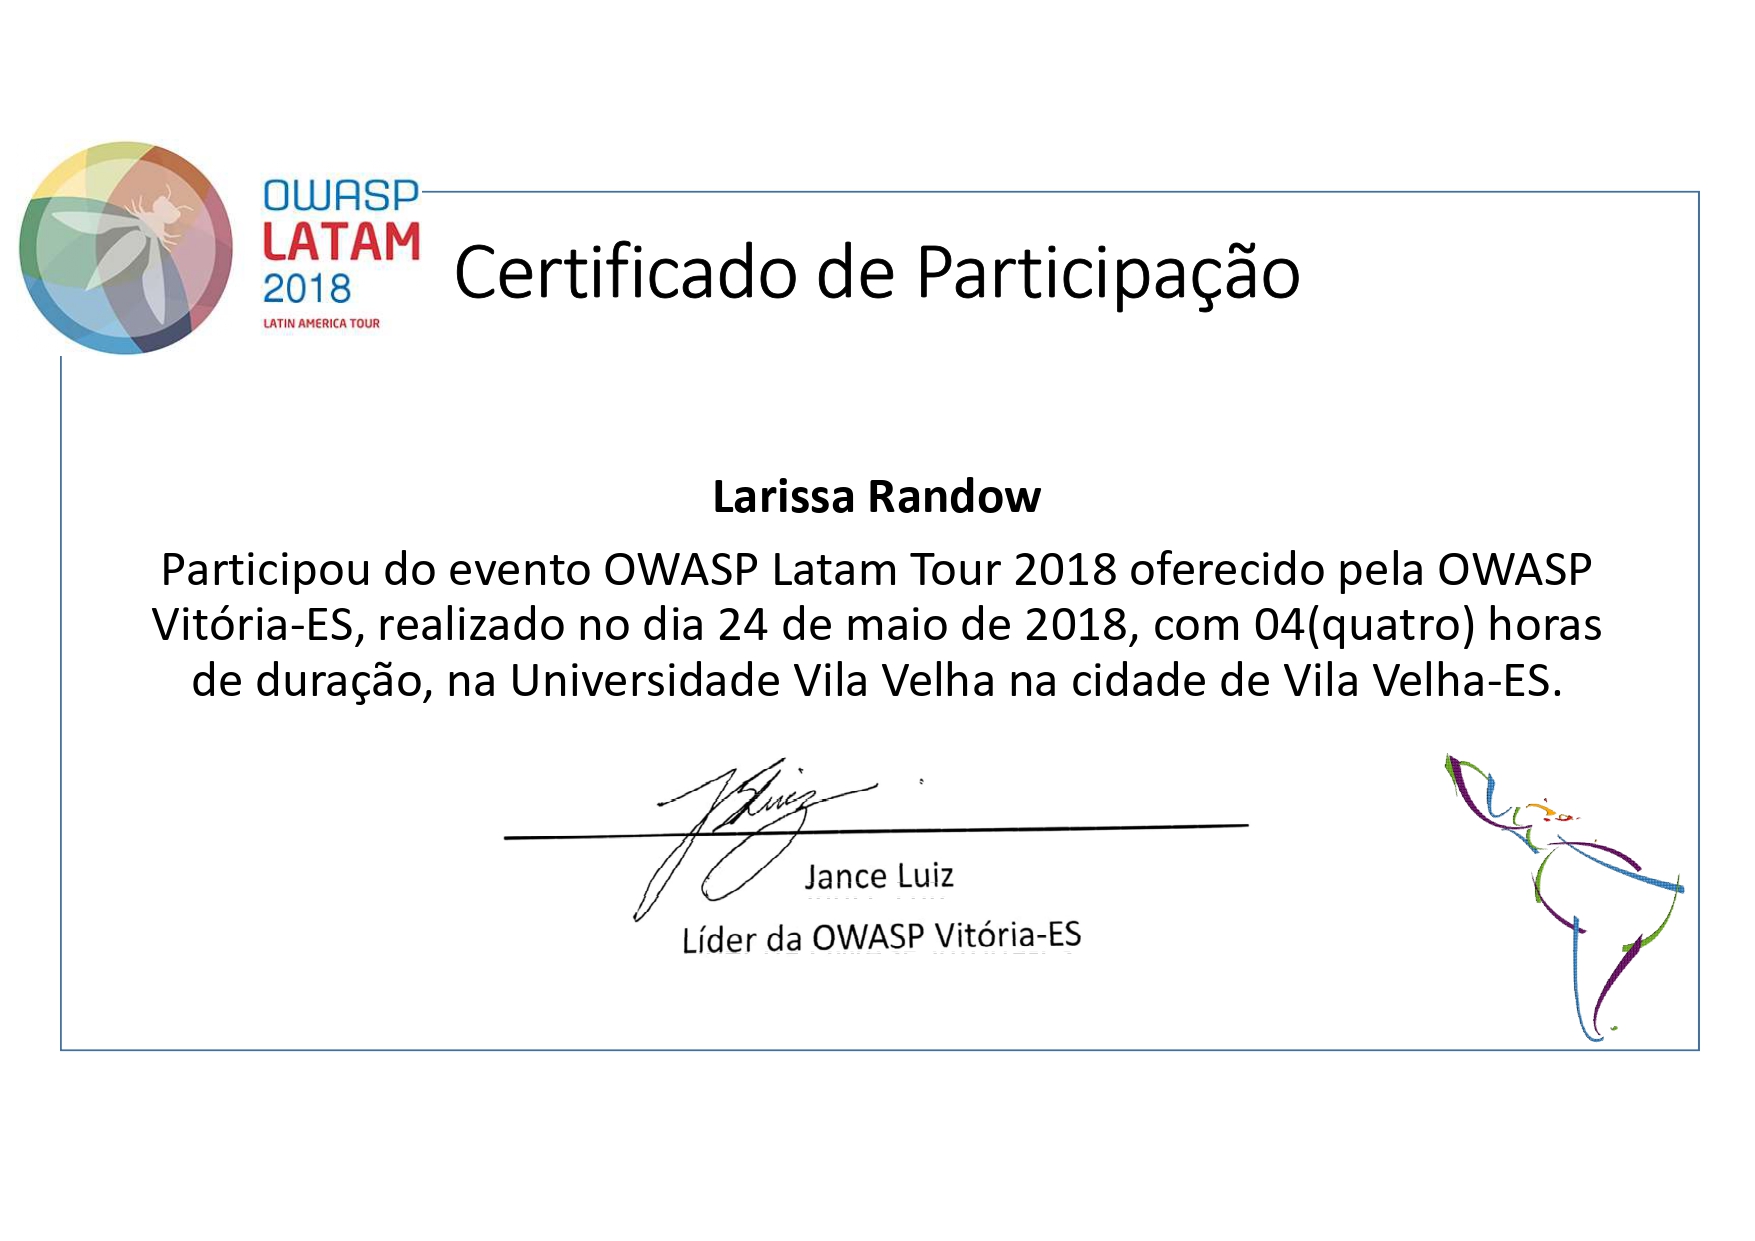 OWASP
LATAM
2018
LATIN AMERICA TOUR
Certificado de Participação
Larissa Randow
Participou do evento OWASP Latam Tour 2018 oferecido pela OWASP
Vitória-ES, realizado no dia 24 de maio de 2018, com 04(quatro) horas
de duração, na Universidade Vila Velha na cidade de Vila Velha-ES.
Jance Luiz
Líder da OWASP Vitória-ES